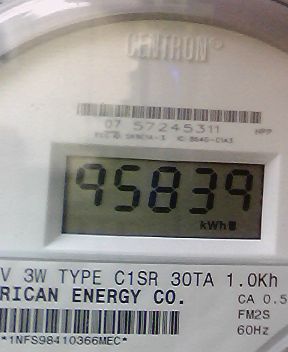 CENTRON®
07 57245311
HPP
95839
kWh
V 3W TYPE C1SR 30TA 1.0Kh
RICAN ENERGY CO.
CA 0.5
FM2S
60Hz
*1NFS98410366MEC*